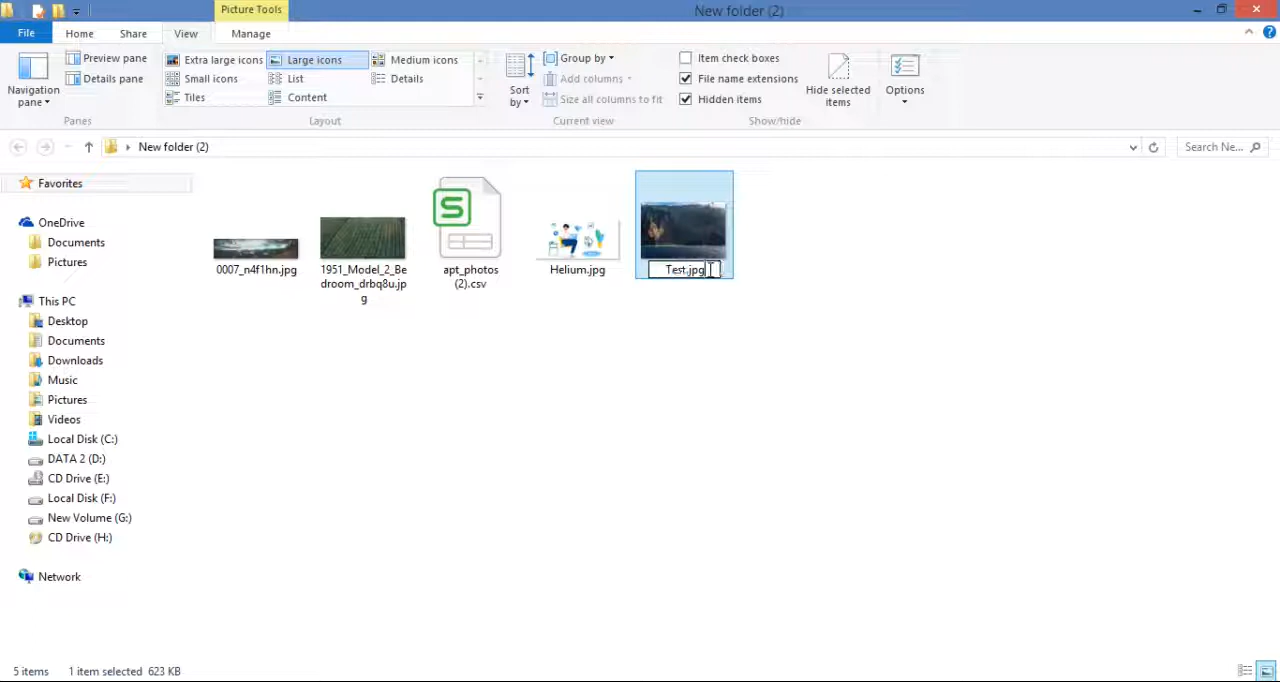 Picture Tools
New folder (2)
File
Home
Share
View
Manage
Navigation
pane
Preview pane
Details pane
Panes
Extra large icons
Large icons
Medium icons
Small icons
List
Details
Tiles
Content
Layout
Sort
by
Group by
Add columns
Size all columns to fit
Current view
Item check boxes
File name extensions
Hidden items
Hide selected
items
Show/hide
Options
New folder (2)
Search Ne...
Favorites
OneDrive
Documents
Pictures
This PC
Desktop
Documents
Downloads
Music
Pictures
Videos
Local Disk (C:)
DATA 2 (D:)
CD Drive (E:)
Local Disk (F:)
New Volume (G:)
CD Drive (H:)
Network
0007_n4f1hn.jpg
1951_Model_2_Be
droom_drbq8u.jp
g
S
apt_photos
(2).csv
Helium.jpg
Test.jpg
5 items
1 item selected 623 KB